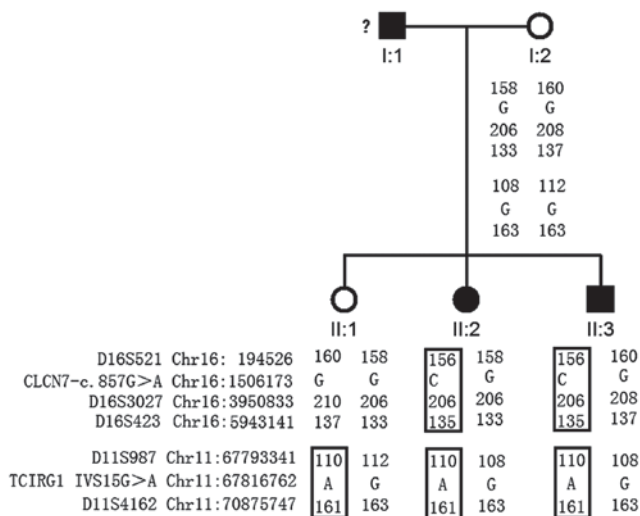 ?
I:1 I:2
158 160
G G
206 208
133 137
108 112
G G
163 163
II:1 II:2 II:3
D16S521 Chr16: 194526 160 158 156 158 156 160
CLCN7-c.857G>A Chr16:1506173 G G C G C G
D16S3027 Chr16:3950833 210 206 206 206 206 208
D16S423 Chr16:5943141 137 133 135 133 135 137
D11S987 Chr11:67793341 110 112 110 108 110 108
TCIRG1 IVS15G>A Chr11:67816762 A G A G A G
D11S4162 Chr11:70875747 161 163 161 163 161 163